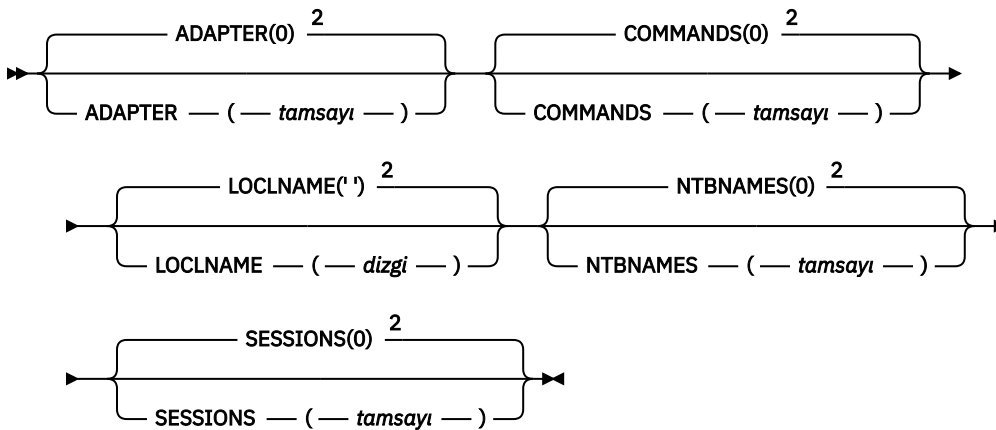 ADAPTER(0) 2 COMMANDS(0) 2
ADAPTER ( tamsayı ) COMMANDS ( tamsayı )
LOCLNAME(' ') 2 NTBNAMES(0) 2
LOCLNAME ( dizgi ) NTBNAMES ( tamsayı )
SESSIONS(0) 2
SESSIONS ( tamsayı )